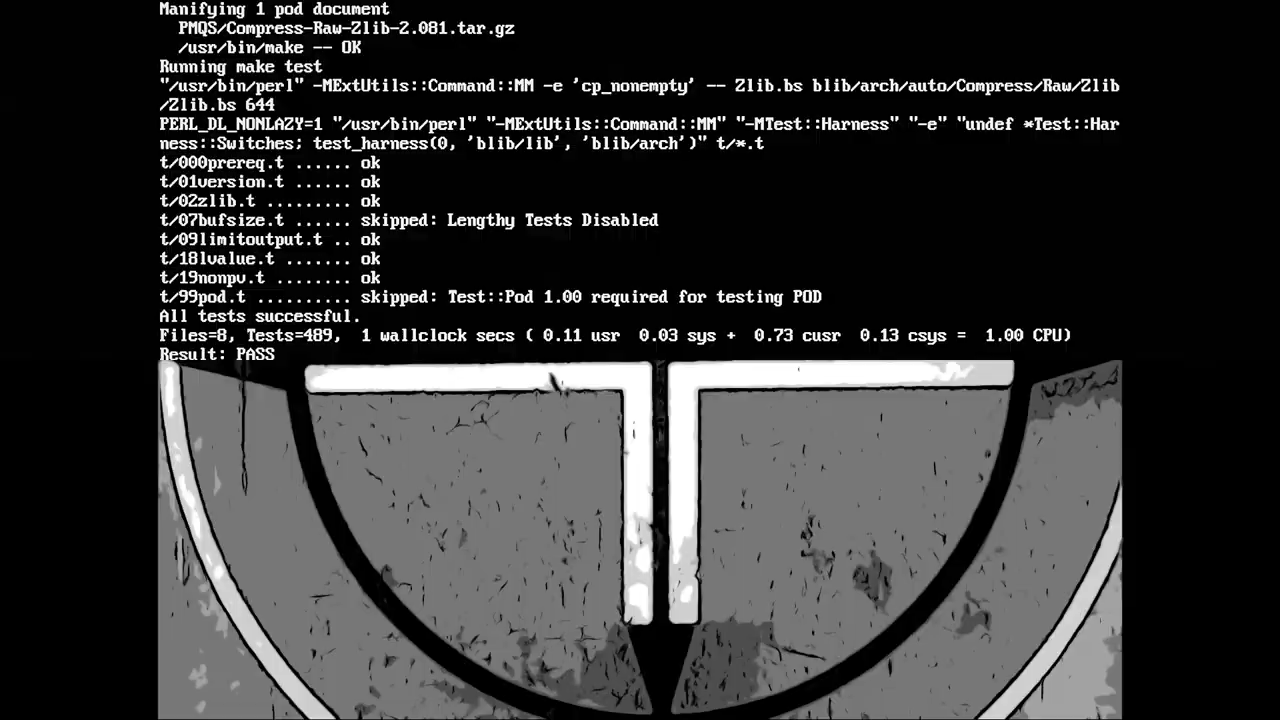 Manifying 1 pod document
PMQS/Compress-Raw-Zlib-2.081.tar.gz
/usr/bin/make -- OK
Running make test
"/usr/bin/perl" -MExtUtils::Command::MM -e 'cp_nonempty' -- Zlib.bs blib/arch/auto/Compress/Raw/Zlib
/Zlib.bs 644
PERL_DL_NONLAZY=1 "/usr/bin/perl" "-MExtUtils::Command::MM" "-MTest::Harness" "-e" "undef *Test::Har
ness::Switches; test_harness(0, 'blib/lib', 'blib/arch')" t/*.t
t/000prereq.t ...... ok
t/01version.t ...... ok
t/02zlib.t ......... ok
t/07bufsize.t ...... skipped: Lengthy Tests Disabled
t/09limitoutput.t .. ok
t/18lvalue.t ....... ok
t/19nonpv.t ........ ok
t/99pod.t .......... skipped: Test::Pod 1.00 required for testing POD
All tests successful.
Files=8, Tests=489,  1 wallclock secs ( 0.11 usr  0.03 sys +  0.73 cusr  0.13 csys =  1.00 CPU)
Result: PASS